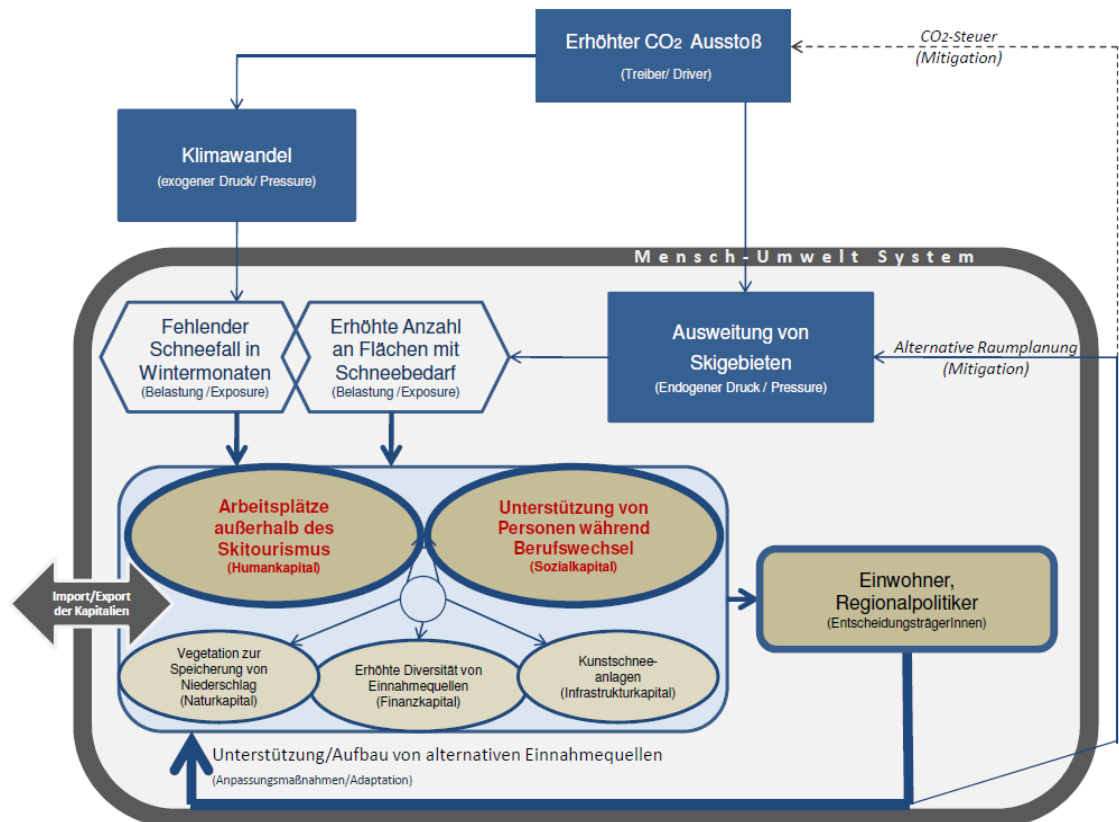 Erhöhter CO2 Ausstoß
(Treiber/ Driver)
CO2-Steuer
(Mitigation)
Klimawandel
(exogener Druck/ Pressure)
Mensch-Umwelt System
Fehlender
Schneefall in
Wintermonaten
(Belastung /Exposure)
Erhöhte Anzahl
an Flächen mit
Schneebedarf
(Belastung /Exposure)
Ausweitung von
Skigebieten
(Endogener Druck / Pressure)
Alternative Raumplanung
(Mitigation)
Arbeitsplätze
außerhalb des
Skitourismus
(Humankapital)
Unterstützung von
Personen während
Berufswechsel
(Sozialkapital)
Import/Export
der Kapitalien
Einwohner,
Regionalpolitiker
(EntscheidungsträgerInnen)
Vegetation zur
Speicherung von
Niederschlag
(Naturkapital)
Erhöhte Diversität von
Einnahmequellen
(Finanzkapital)
Kunstschnee-
anlagen
(Infrastrukturkapital)
Unterstützung/Aufbau von alternativen Einnahmequellen
(Anpassungsmaßnahmen/Adaptation)